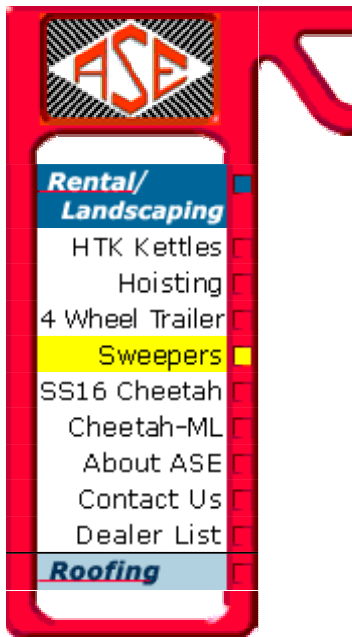 ASE
Rental/
Landscaping
HTK Kettles
Hoisting
4 Wheel Trailer
Sweepers
SS16 Cheetah
Cheetah-ML
About ASE
Contact Us
Dealer List
Roofing